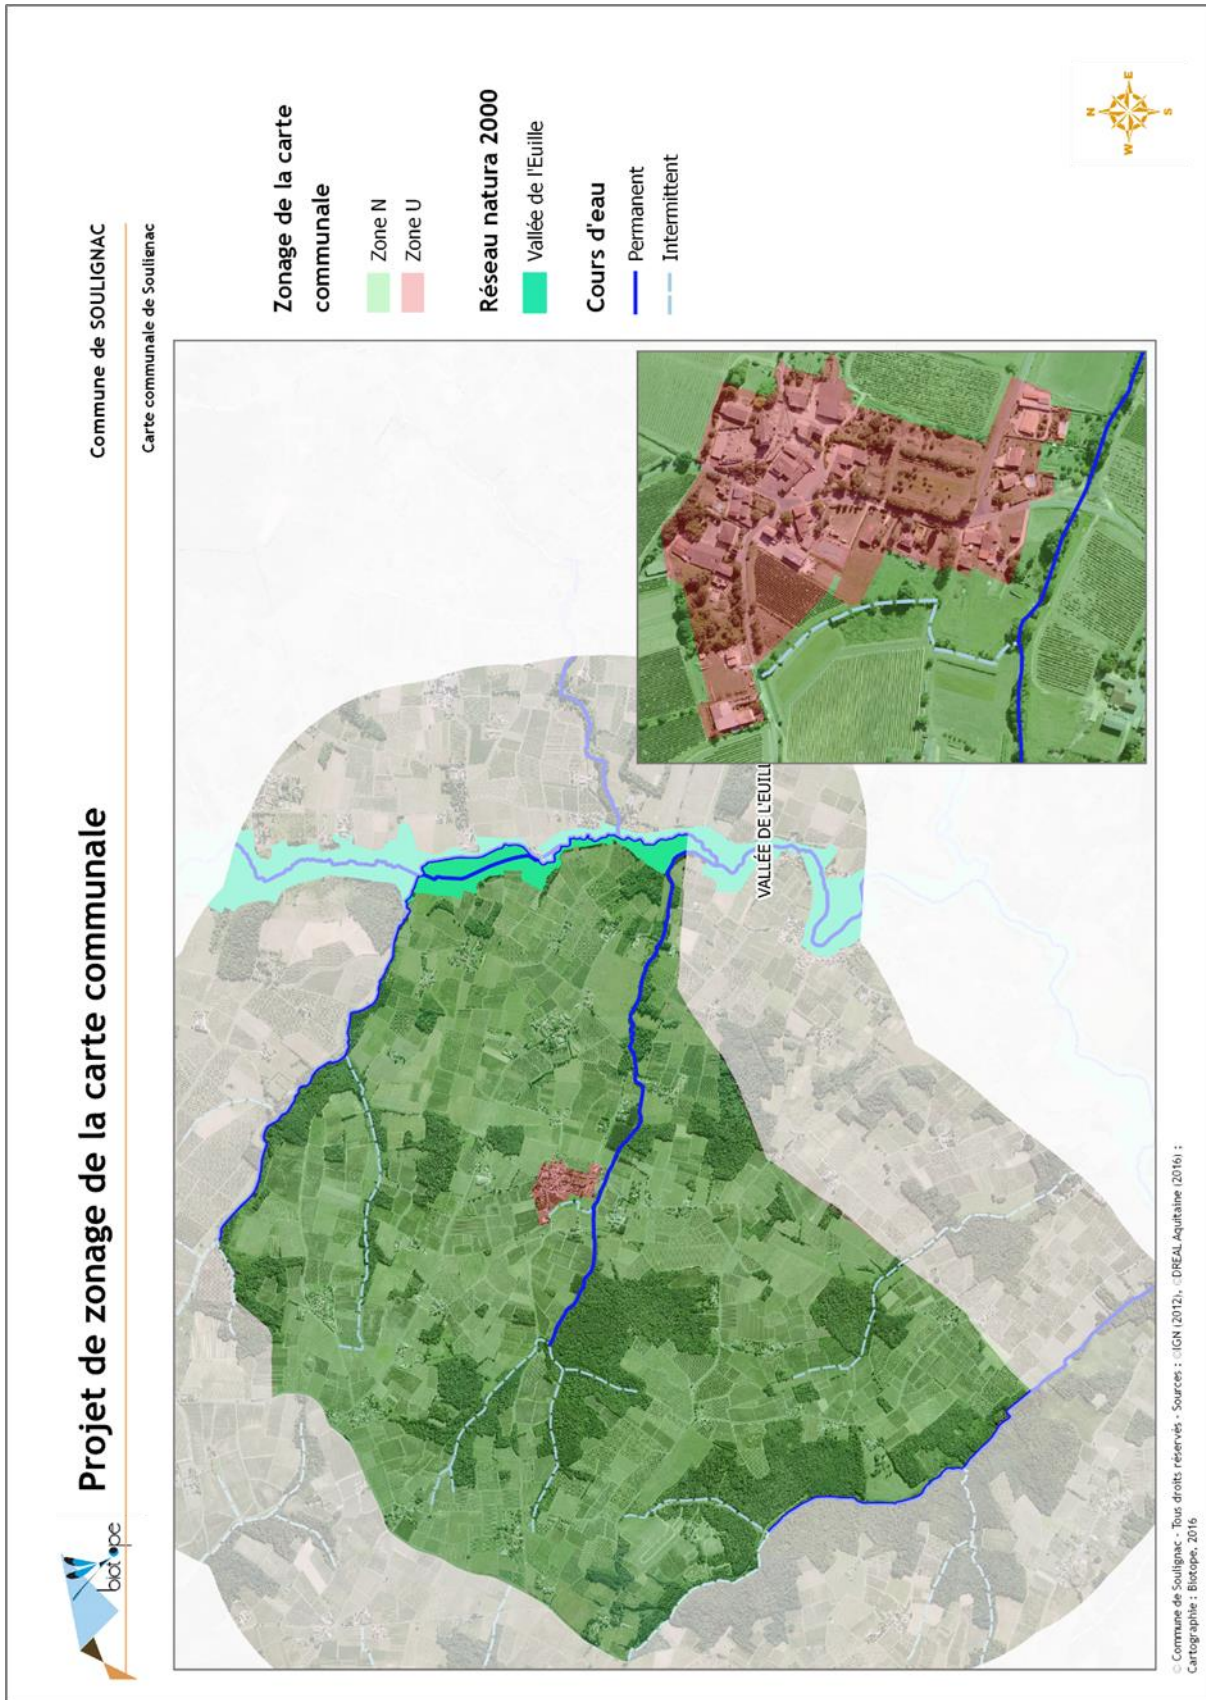 biotope
Projet de zonage de la carte communale
Commune de SOULIGNAC
Carte communale de Soulignac
Zonage de la carte
communale
Zone N
Zone U
Réseau natura 2000
Vallée de l'Euille
Cours d'eau
Permanent
Intermittent
N
W
E
S
VALLÉE DE L'EUILL
© Commune de Soulignac - Tous droits réservés - Sources : ©IGN (2012), ©DREAL Aquitaine (2016) ;
Cartographie : Biotope, 2016